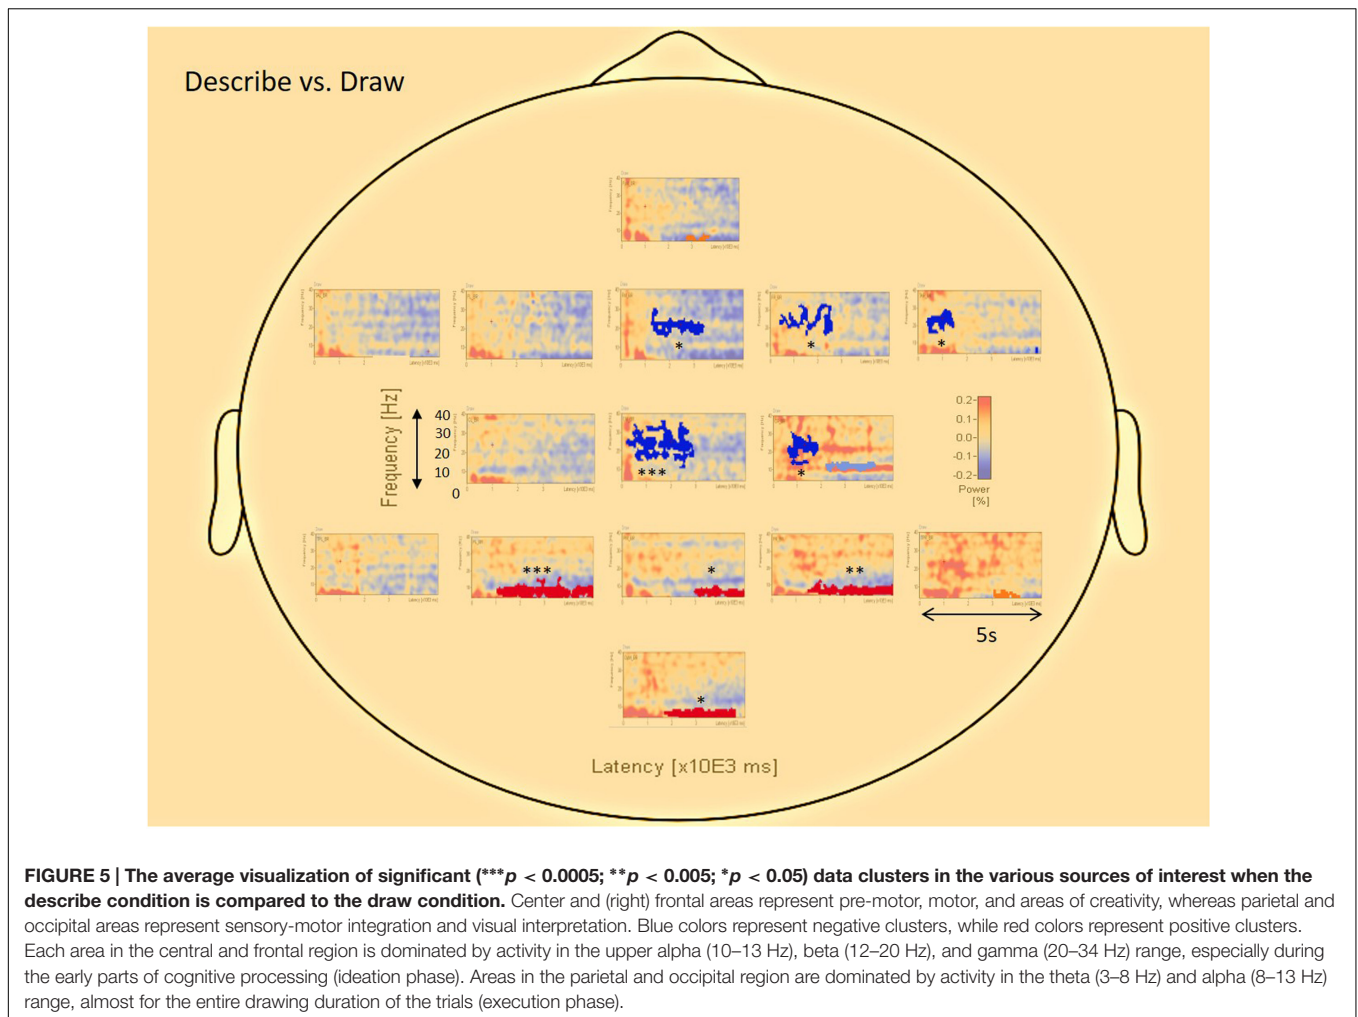 Describe vs. Draw
Frequency [Hz]
40
30
20
10
0
0.2
0.1
0.0
-0.1
-0.2
Power
[%]
*
*
*
***
*
***
*
**
*
5s
Latency [x10E3 ms]
FIGURE 5 | The average visualization of significant (***p < 0.0005; **p < 0.005; *p < 0.05) data clusters in the various sources of interest when the
describe condition is compared to the draw condition. Center and (right) frontal areas represent pre-motor, motor, and areas of creativity, whereas parietal and
occipital areas represent sensory-motor integration and visual interpretation. Blue colors represent negative clusters, while red colors represent positive clusters.
Each area in the central and frontal region is dominated by activity in the upper alpha (10–13 Hz), beta (12–20 Hz), and gamma (20–34 Hz) range, especially during
the early parts of cognitive processing (ideation phase). Areas in the parietal and occipital region are dominated by activity in the theta (3–8 Hz) and alpha (8–13 Hz)
range, almost for the entire drawing duration of the trials (execution phase).